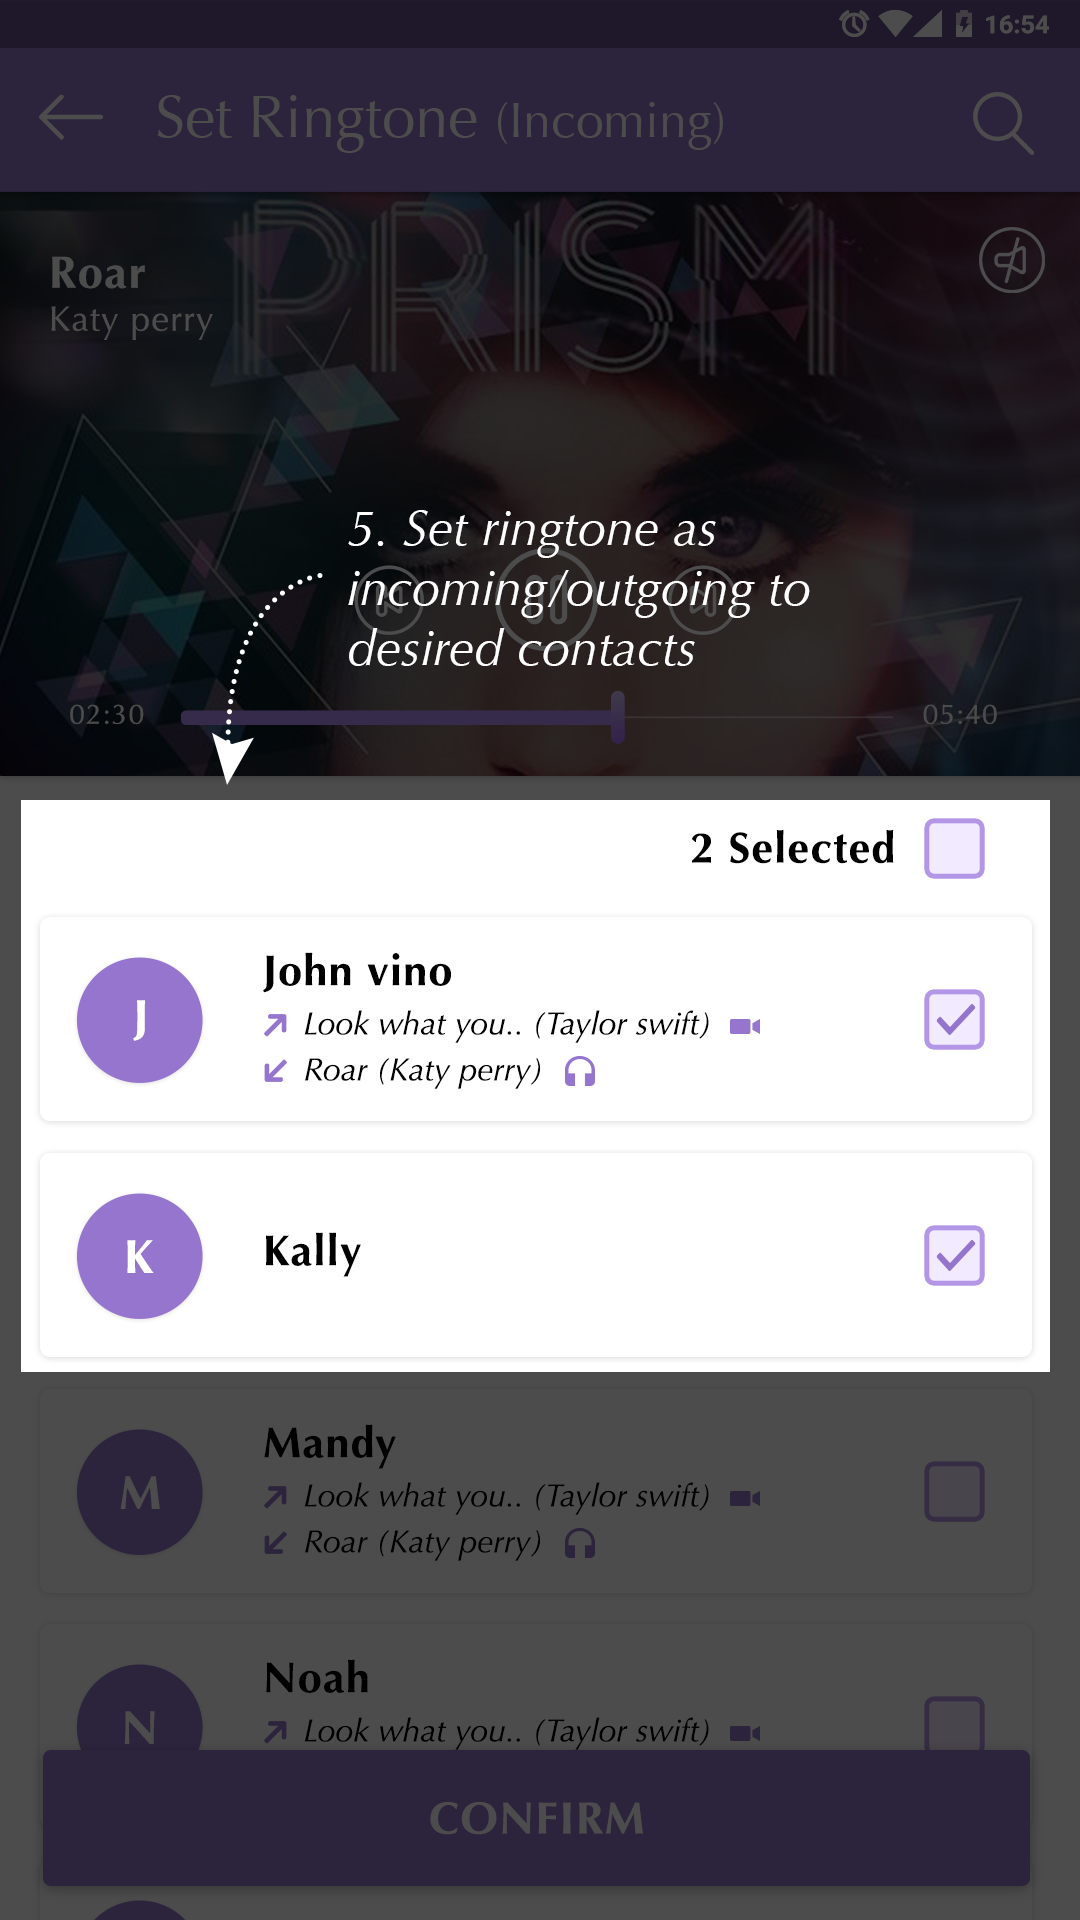 16:54
Set Ringtone (Incoming)
PRISM
Roar
Katy perry
5. Set ringtone as
incoming/outgoing to
desired contacts
02:30
05:40
2 Selected
J
John vino
Look what you.. (Taylor swift)
Roar (Katy perry)
K
Kally
M
Mandy
Look what you.. (Taylor swift)
Roar (Katy perry)
N
Noah
Look what you.. (Taylor swift)
CONFIRM